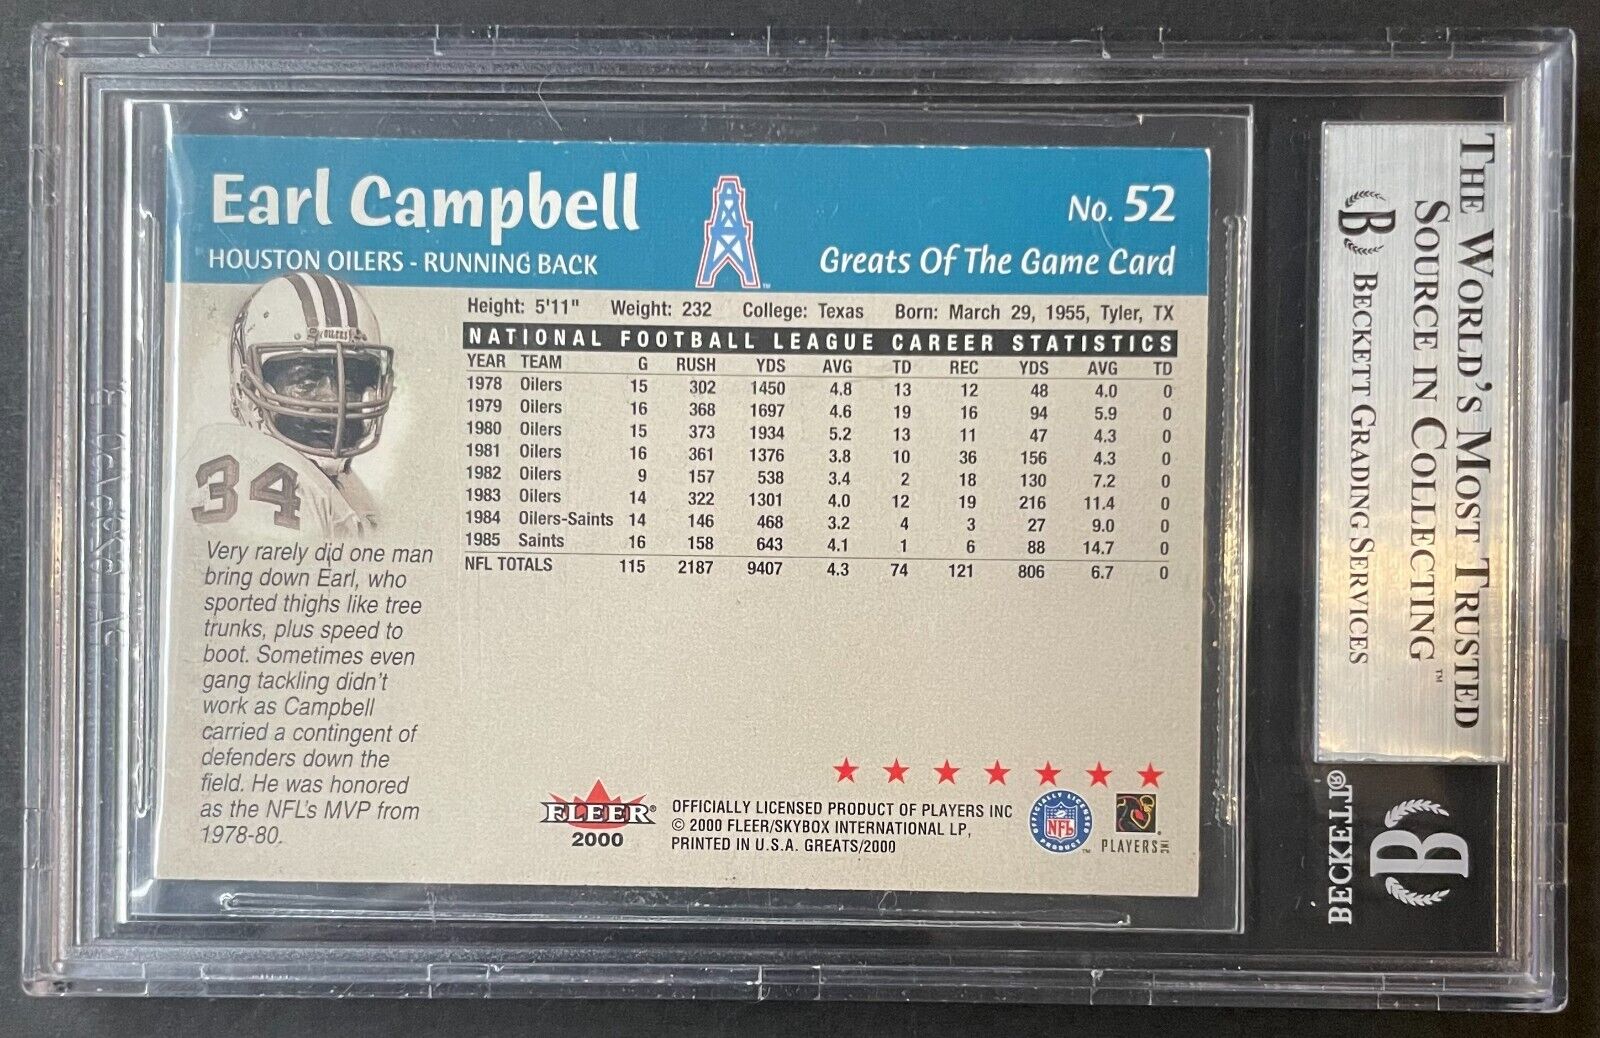 Earl Campbell
HOUSTON OILERS - RUNNING BACK
No. 52
Greats Of The Game Card
Height: 5'11" Weight: 232 College: Texas Born: March 29, 1955, Tyler, TX
NATIONAL FOOTBALL LEAGUE CAREER STATISTICS
YEAR TEAM G RUSH YDS AVG TD REC YDS AVG TD
1978 Oilers 15 302 1450 4.8 13 12 48 4.0 0
1979 Oilers 16 368 1697 4.6 19 16 94 5.9 0
1980 Oilers 15 373 1934 5.2 13 11 47 4.3 0
1981 Oilers 16 361 1376 3.8 10 36 156 4.3 0
1982 Oilers 9 157 538 3.4 2 18 130 7.2 0
1983 Oilers 14 322 1301 4.0 12 19 216 11.4 0
1984 Oilers-Saints 14 146 468 3.2 4 3 27 9.0 0
1985 Saints 16 158 643 4.1 1 6 88 14.7 0
NFL TOTALS 115 2187 9407 4.3 74 121 806 6.7 0
OILERS
34
Very rarely did one man
bring down Earl, who
sported thighs like tree
trunks, plus speed to
boot. Sometimes even
gang tackling didn't
work as Campbell
carried a contingent of
defenders down the
field. He was honored
as the NFL's MVP from
1978-80.
FLEER®
2000
OFFICIALLY LICENSED PRODUCT OF PLAYERS INC
© 2000 FLEER/SKYBOX INTERNATIONAL LP,
PRINTED IN U.S.A. GREATS/2000
OFFICIALLY LICENSED
NFL
PRODUCT
™
PLAYERS INC
THE WORLD'S MOST TRUSTED
SOURCE IN COLLECTING™
B BECKETT GRADING SERVICES
B
BECKETT®